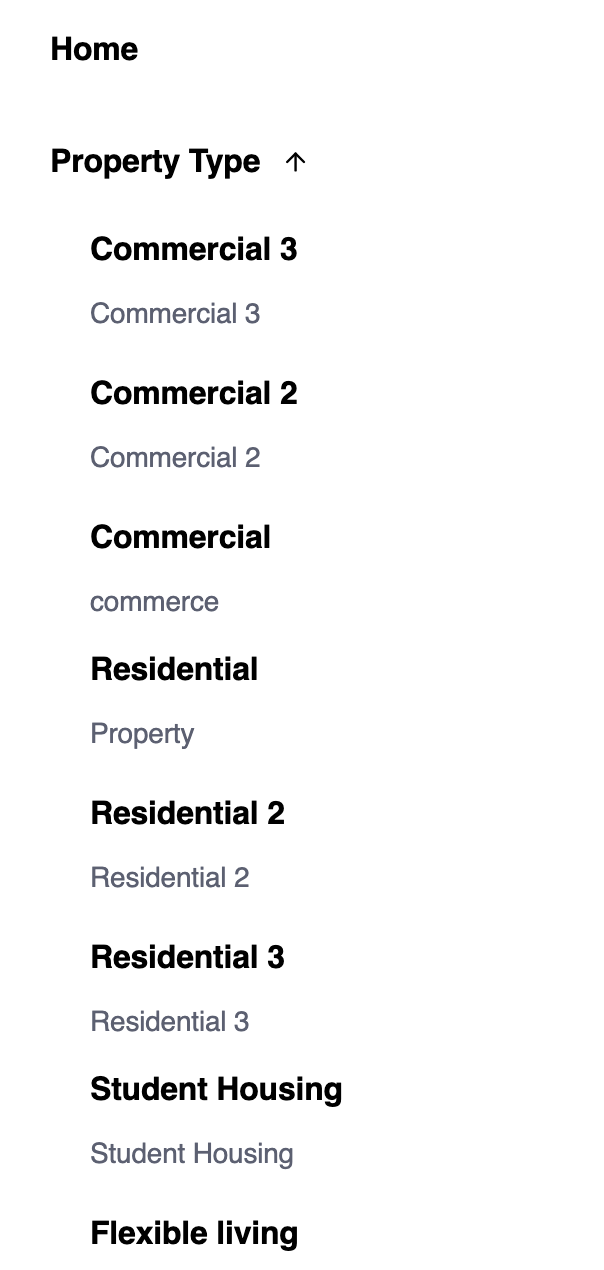 Home
Property Type ↑
Commercial 3
Commercial 3
Commercial 2
Commercial 2
Commercial
commerce
Residential
Property
Residential 2
Residential 2
Residential 3
Residential 3
Student Housing
Student Housing
Flexible living